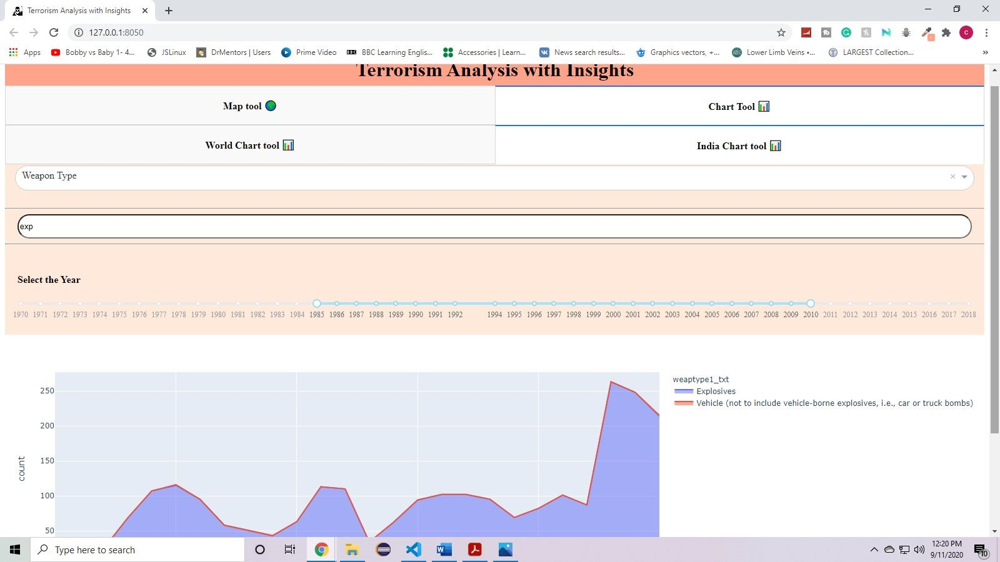 Terrorism Analysis with Insights
127.0.0.1:8050
Apps Bobby vs Baby 1- 4... JSLinux DrMentors | Users Prime Video BBC Learning Englis... Accessories | Learn... News search results... Graphics vectors, +... Lower Limb Veins •... LARGEST Collection... »
Terrorism Analysis with Insights
Map tool
Chart Tool
World Chart tool
India Chart tool
Weapon Type
exp
Select the Year
1970 1971 1972 1973 1974 1975 1976 1977 1978 1979 1980 1981 1982 1983 1984 1985 1986 1987 1988 1989 1990 1991 1992 1994 1995 1996 1997 1998 1999 2000 2001 2002 2003 2004 2005 2006 2007 2008 2009 2010 2011 2012 2013 2014 2015 2016 2017 2018
250
200
150
100
50
count
weaptype1_txt
Explosives
Vehicle (not to include vehicle-borne explosives, i.e., car or truck bombs)
Type here to search
12:20 PM
9/11/2020
10